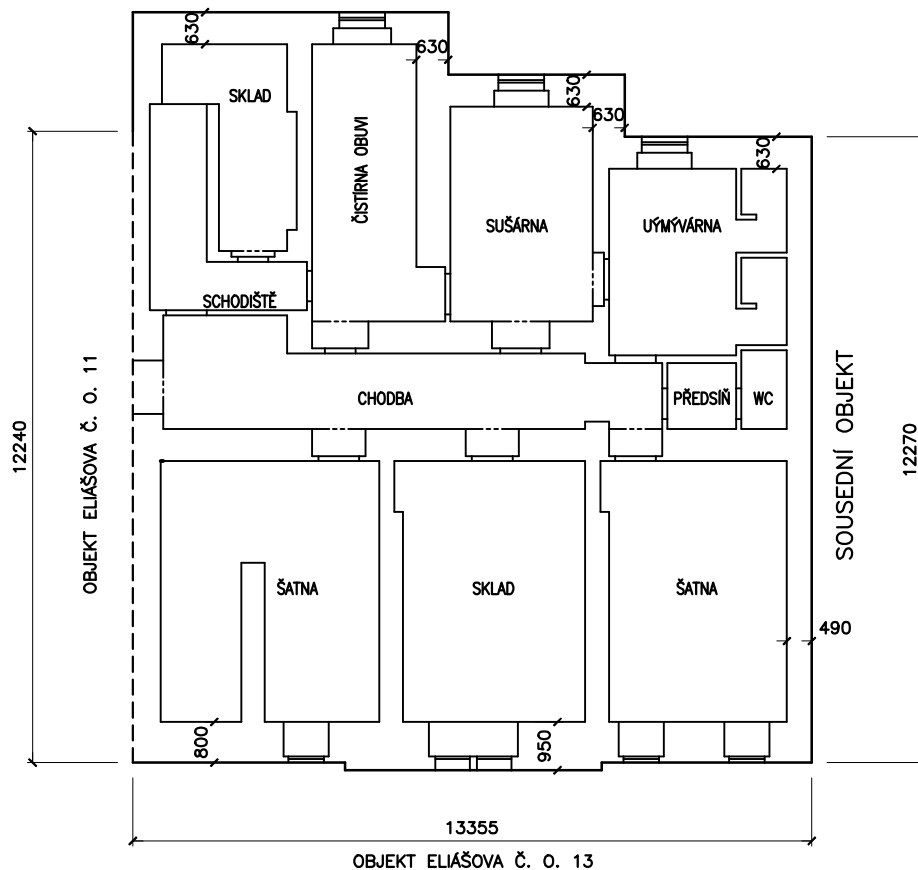 630
630
SKLAD
630
630
ČISTÍRNA OBUVI
630
SUŠÁRNA
UÝMÝVÁRNA
SCHODIŠTĚ
CHODBA
PŘEDSÍŇ
WC
12240
OBJEKT ELIÁŠOVA Č. O. 11
SOUSEDNÍ OBJEKT
12270
ŠATNA
SKLAD
ŠATNA
490
800
950
13355
OBJEKT ELIÁŠOVA Č. O. 13